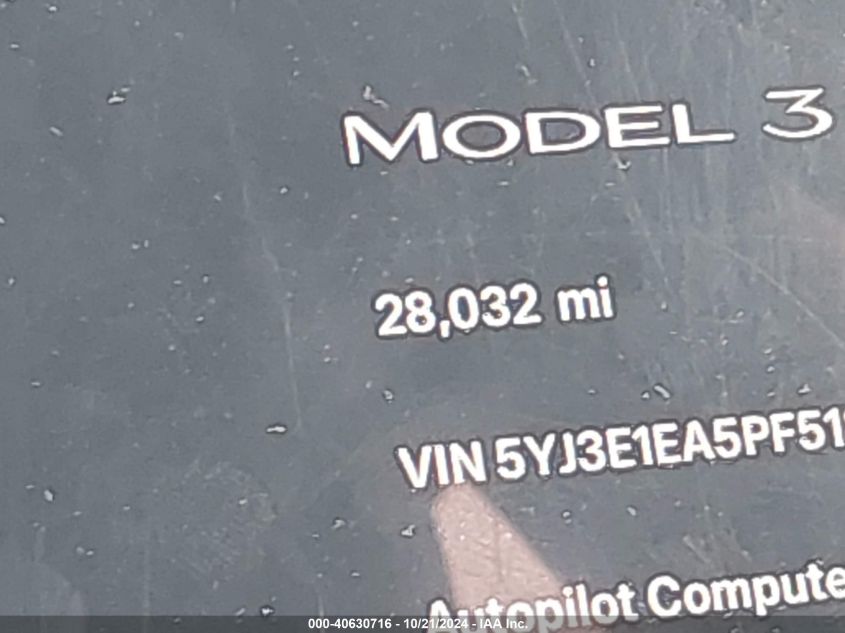 MODEL 3
28,032 mi
VIN 5YJ3E1EA5PF51
Autopilot Compute
000-40630716 - 10/21/2024 - IAA Inc.